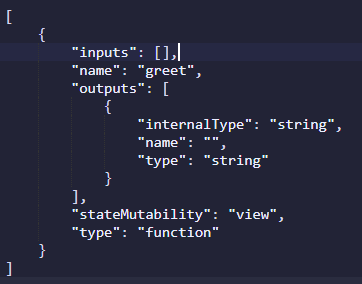 [
    {
        "inputs": [],
        "name": "greet",
        "outputs": [
            {
                "internalType": "string",
                "name": "",
                "type": "string"
            }
        ],
        "stateMutability": "view",
        "type": "function"
    }
]